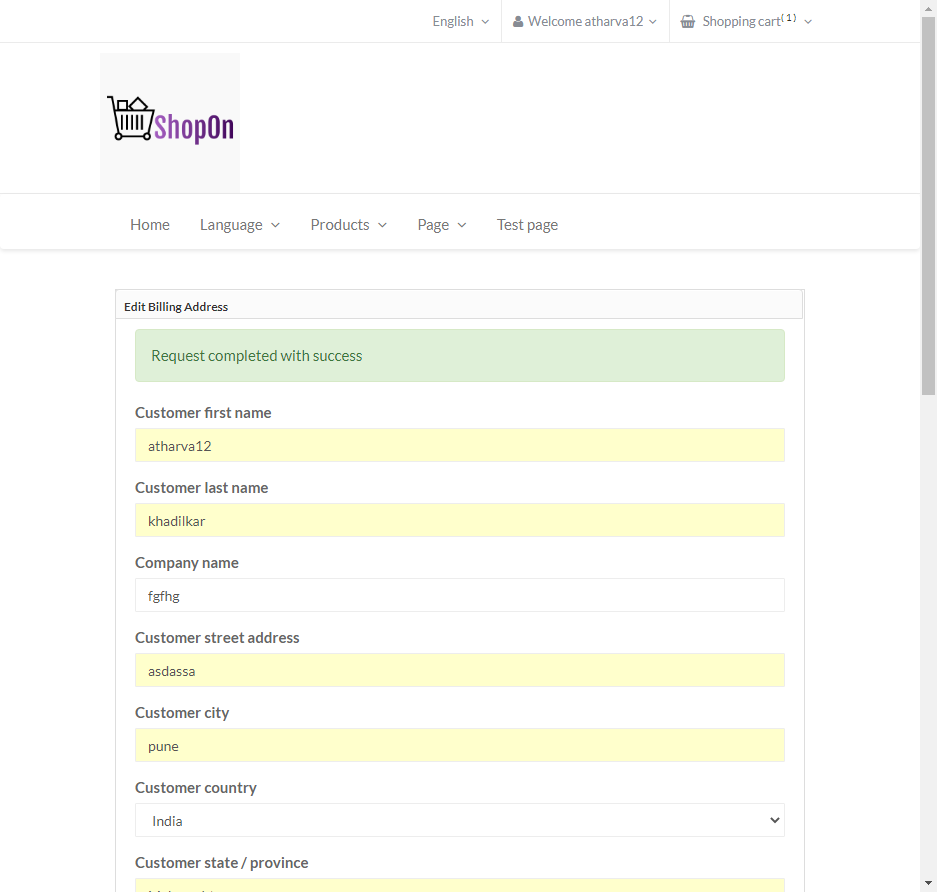 English
Welcome atharva12
Shopping cart(1)
ShopOn
Home
Language
Products
Page
Test page
Edit Billing Address
Request completed with success
Customer first name
atharva12
Customer last name
khadilkar
Company name
fgfhg
Customer street address
asdassa
Customer city
pune
Customer country
India
Customer state / province